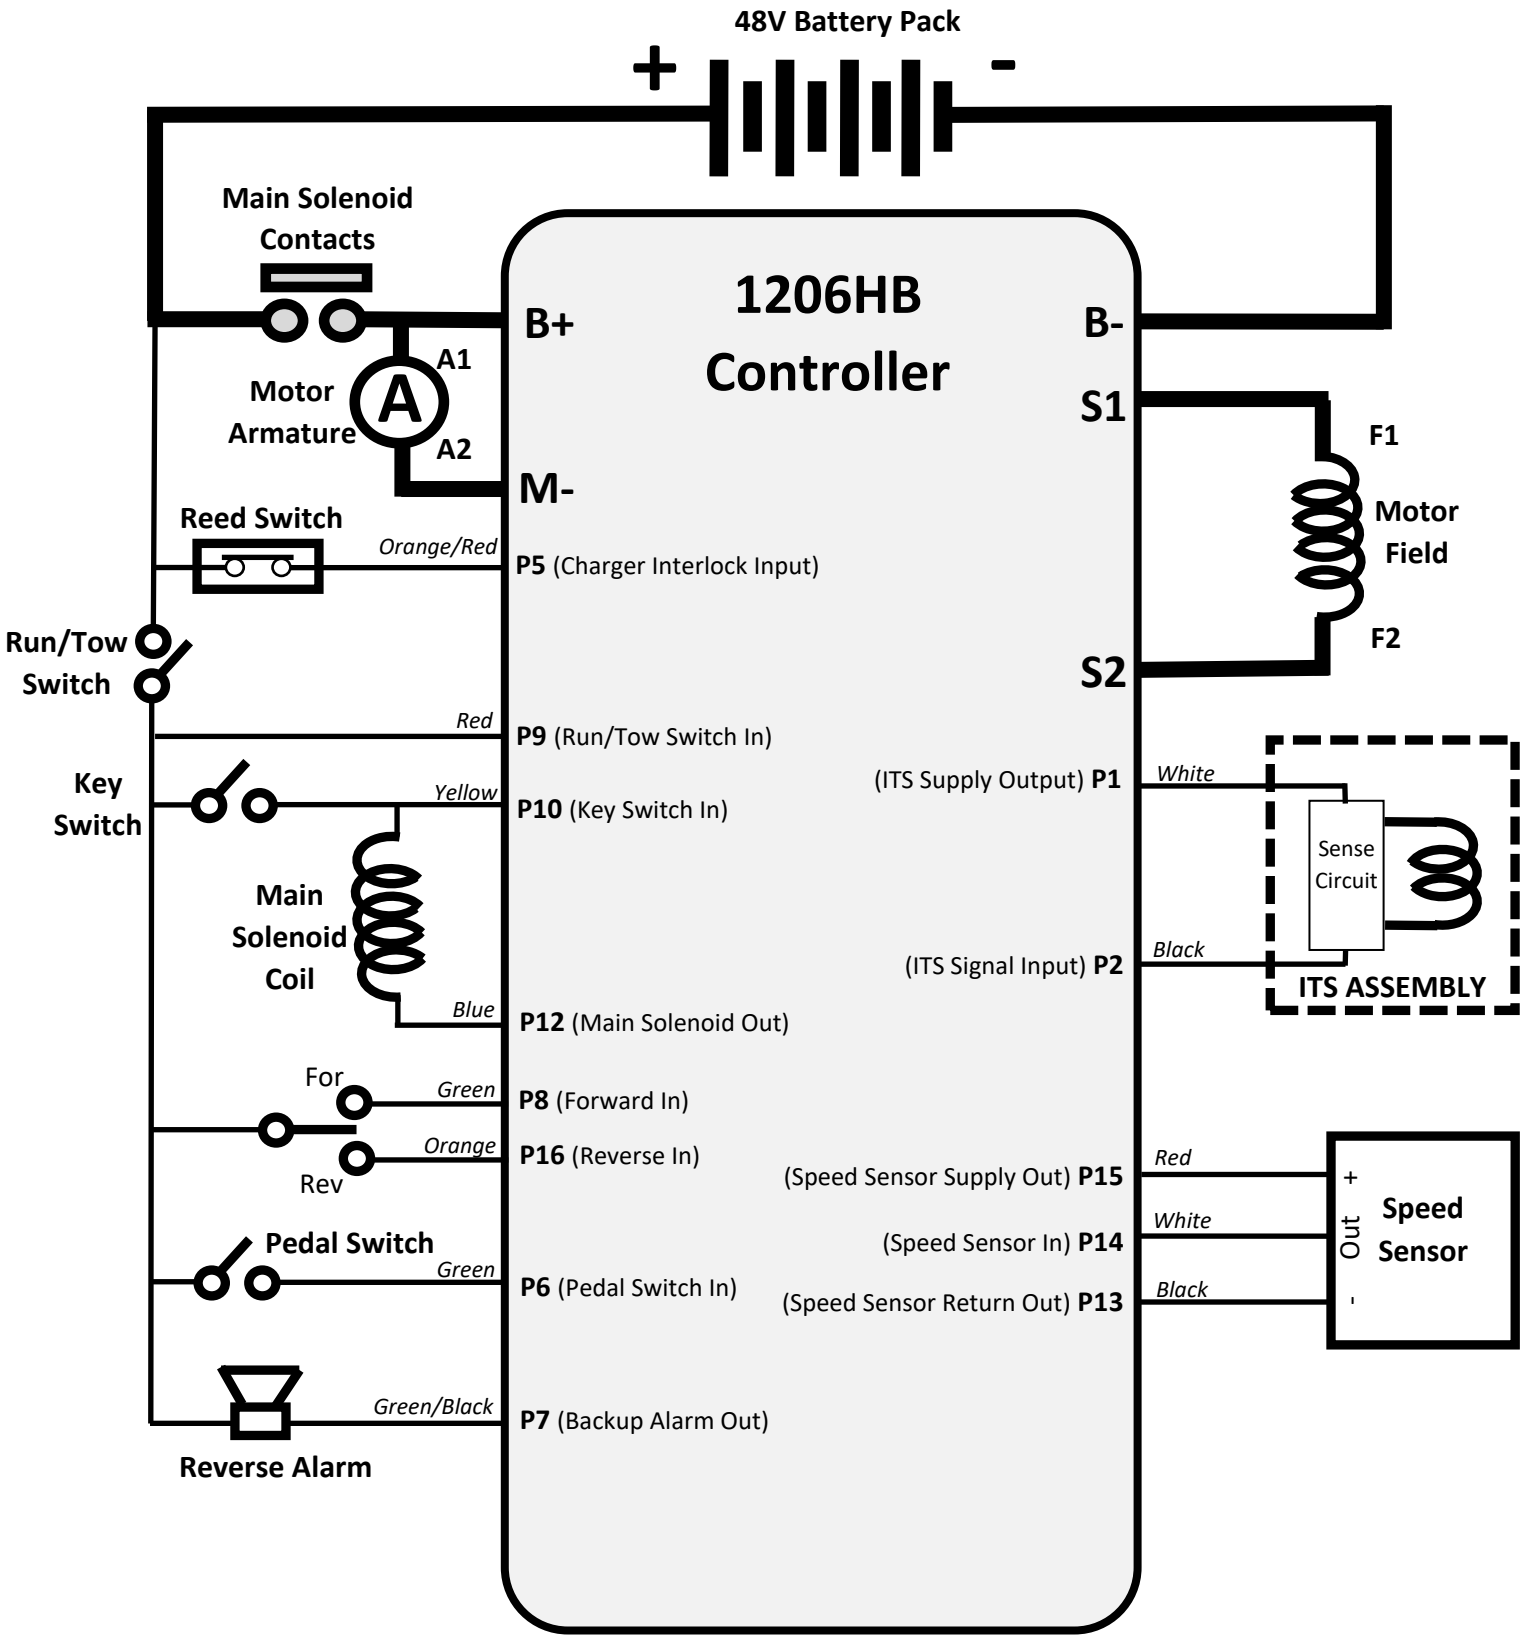 48V Battery Pack
+ -
Main Solenoid
Contacts
1206HB
Controller
B+
B-
A1
A
Motor
Armature
A2
M-
S1
F1
Motor
Field
F2
S2
Reed Switch
Orange/Red
P5 (Charger Interlock Input)
Run/Tow
Switch
Red
P9 (Run/Tow Switch In)
Key
Switch
Yellow
P10 (Key Switch In)
(ITS Supply Output) P1
White
Sense
Circuit
Main
Solenoid
Coil
(ITS Signal Input) P2
Black
ITS ASSEMBLY
Blue
P12 (Main Solenoid Out)
For
Green
P8 (Forward In)
Orange
P16 (Reverse In)
Rev
(Speed Sensor Supply Out) P15
Red
+
Speed
Sensor
(Speed Sensor In) P14
White
Out
(Speed Sensor Return Out) P13
Black
-
Pedal Switch
Green
P6 (Pedal Switch In)
Green/Black
P7 (Backup Alarm Out)
Reverse Alarm